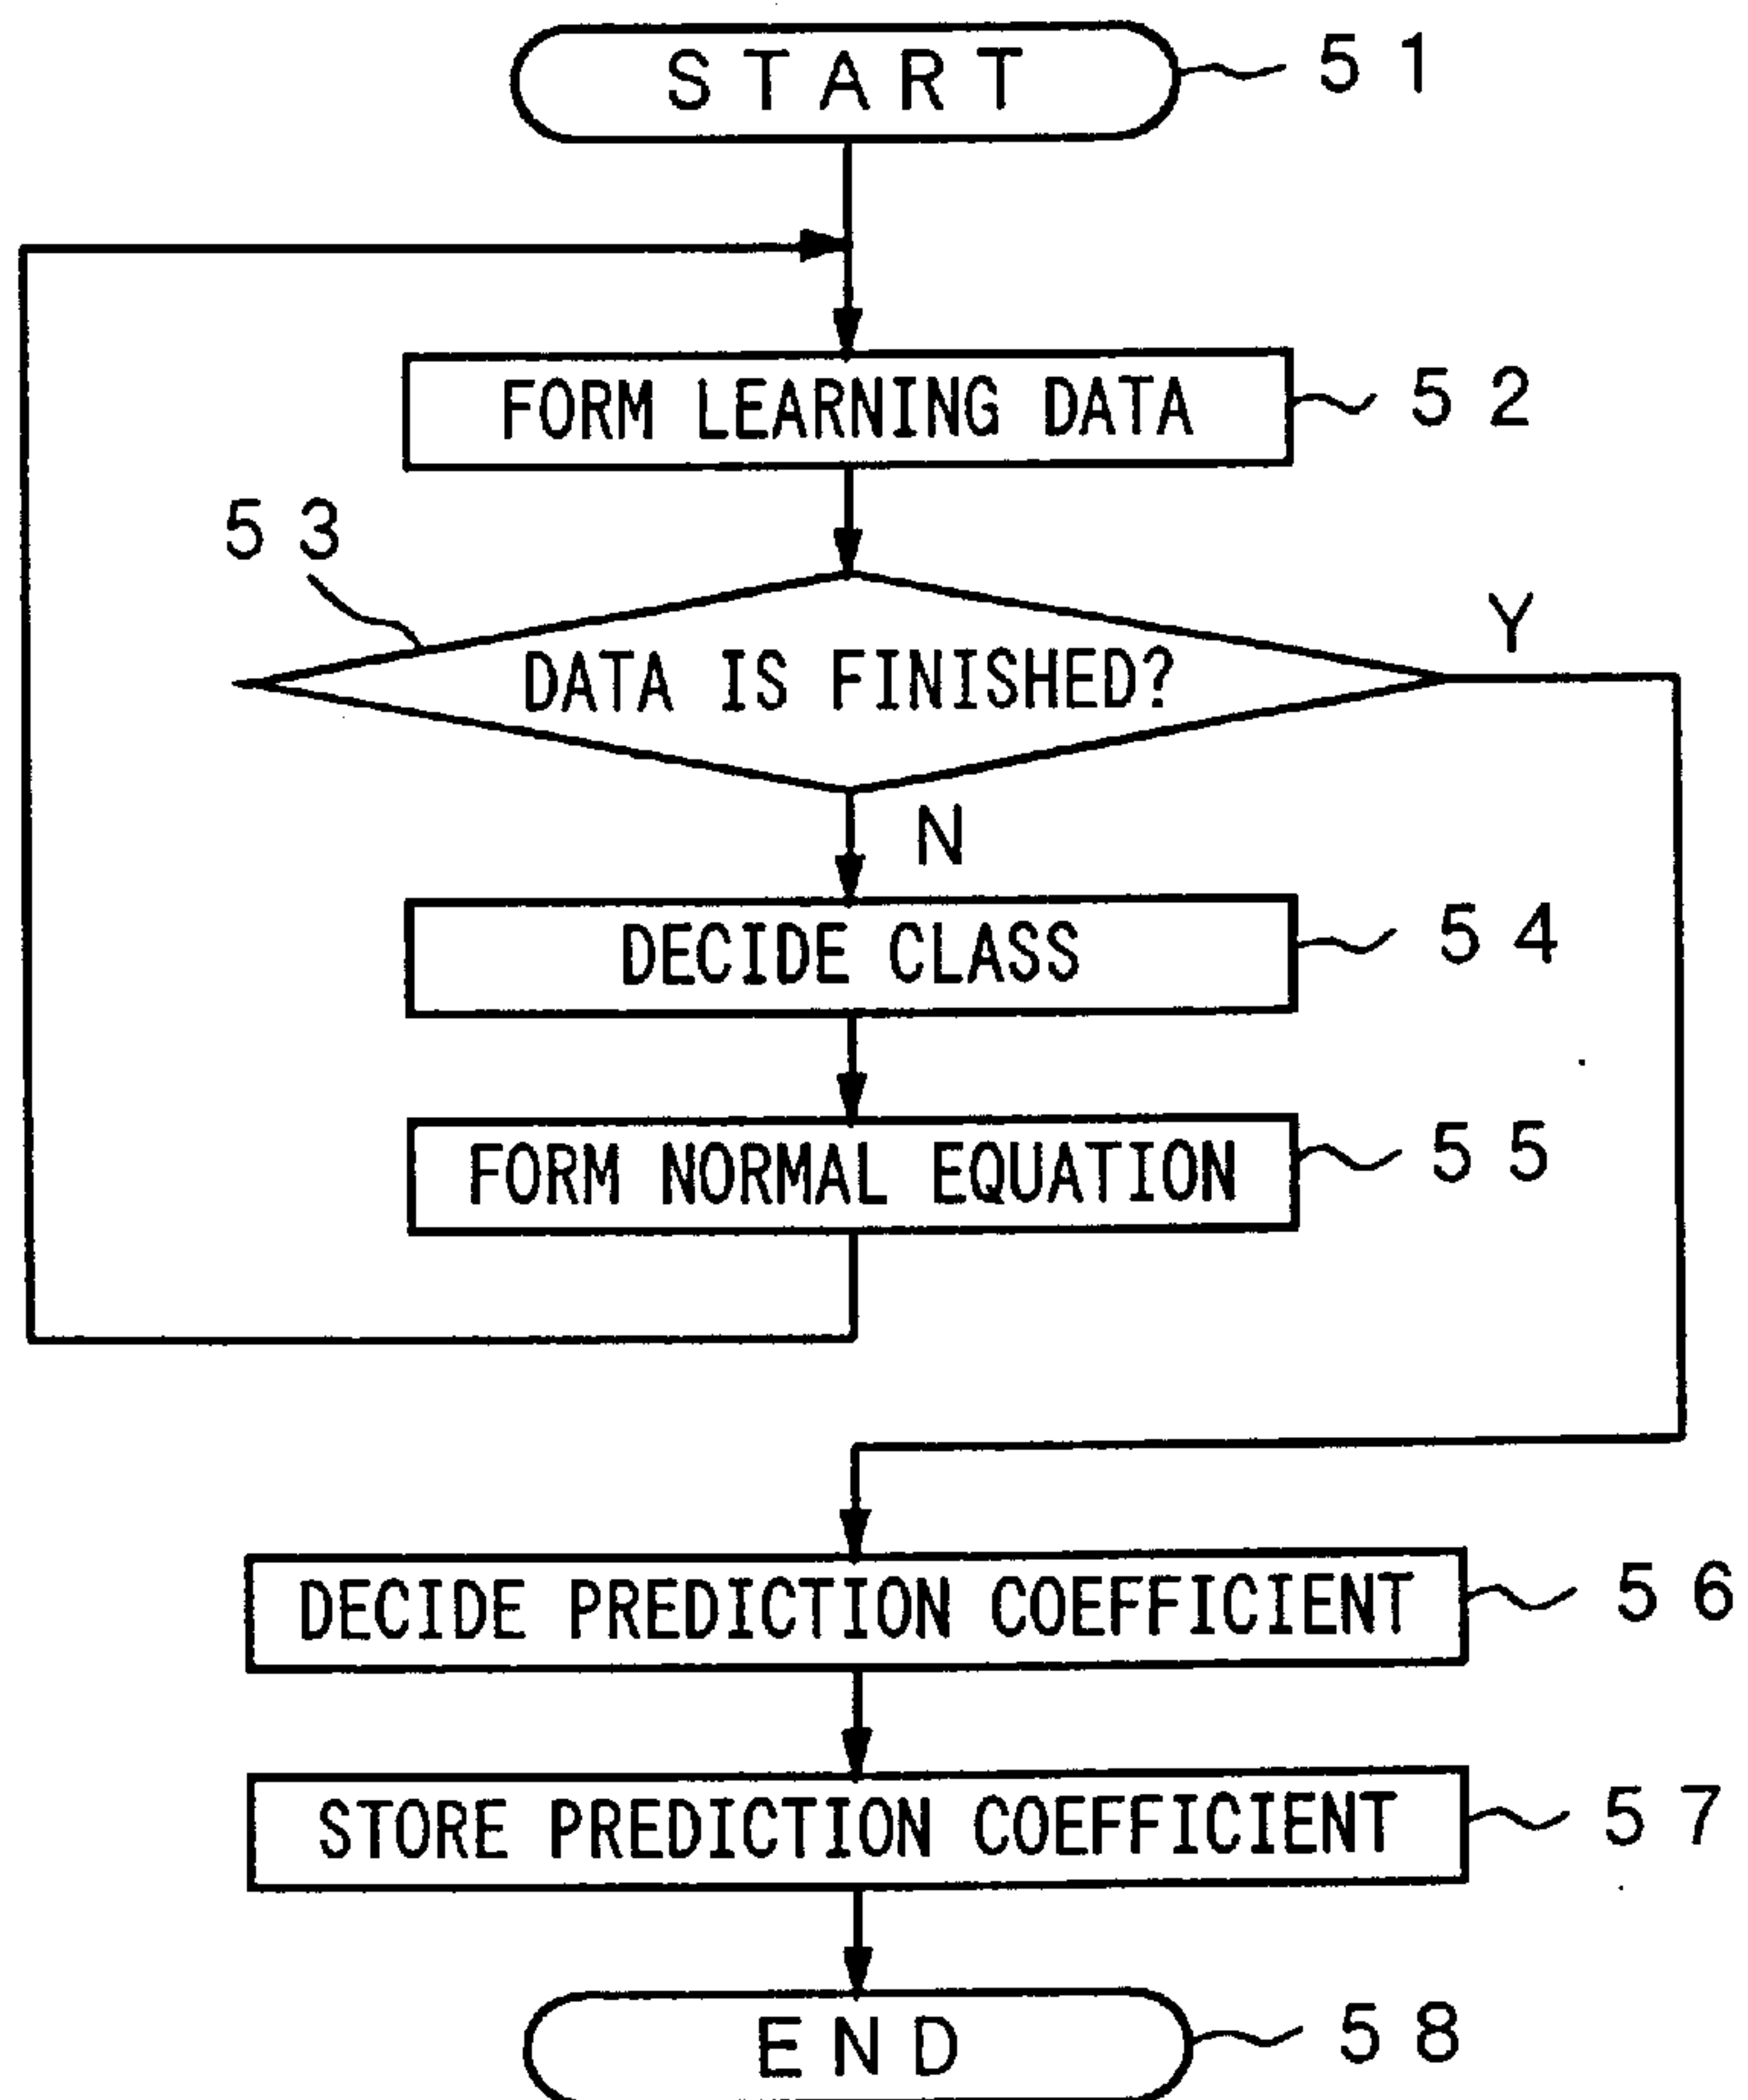 START 51
FORM LEARNING DATA 52
53
DATA IS FINISHED? Y
N
DECIDE CLASS 54
FORM NORMAL EQUATION 55
DECIDE PREDICTION COEFFICIENT 56
STORE PREDICTION COEFFICIENT 57
END 58